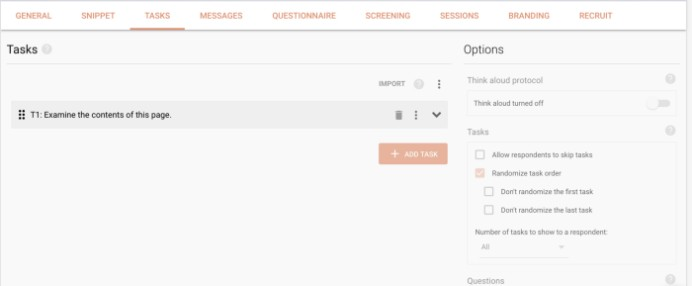 GENERAL SNIPPET TASKS MESSAGES QUESTIONNAIRE SCREENING SESSIONS BRANDING RECRUIT
Tasks ?
IMPORT ?
T1: Examine the contents of this page.
+ ADD TASK
Options
Think aloud protocol ?
Think aloud turned off
Tasks ?
Allow respondents to skip tasks
Randomize task order
Don't randomize the first task
Don't randomize the last task
Number of tasks to show to a respondent:
All
Questions ?